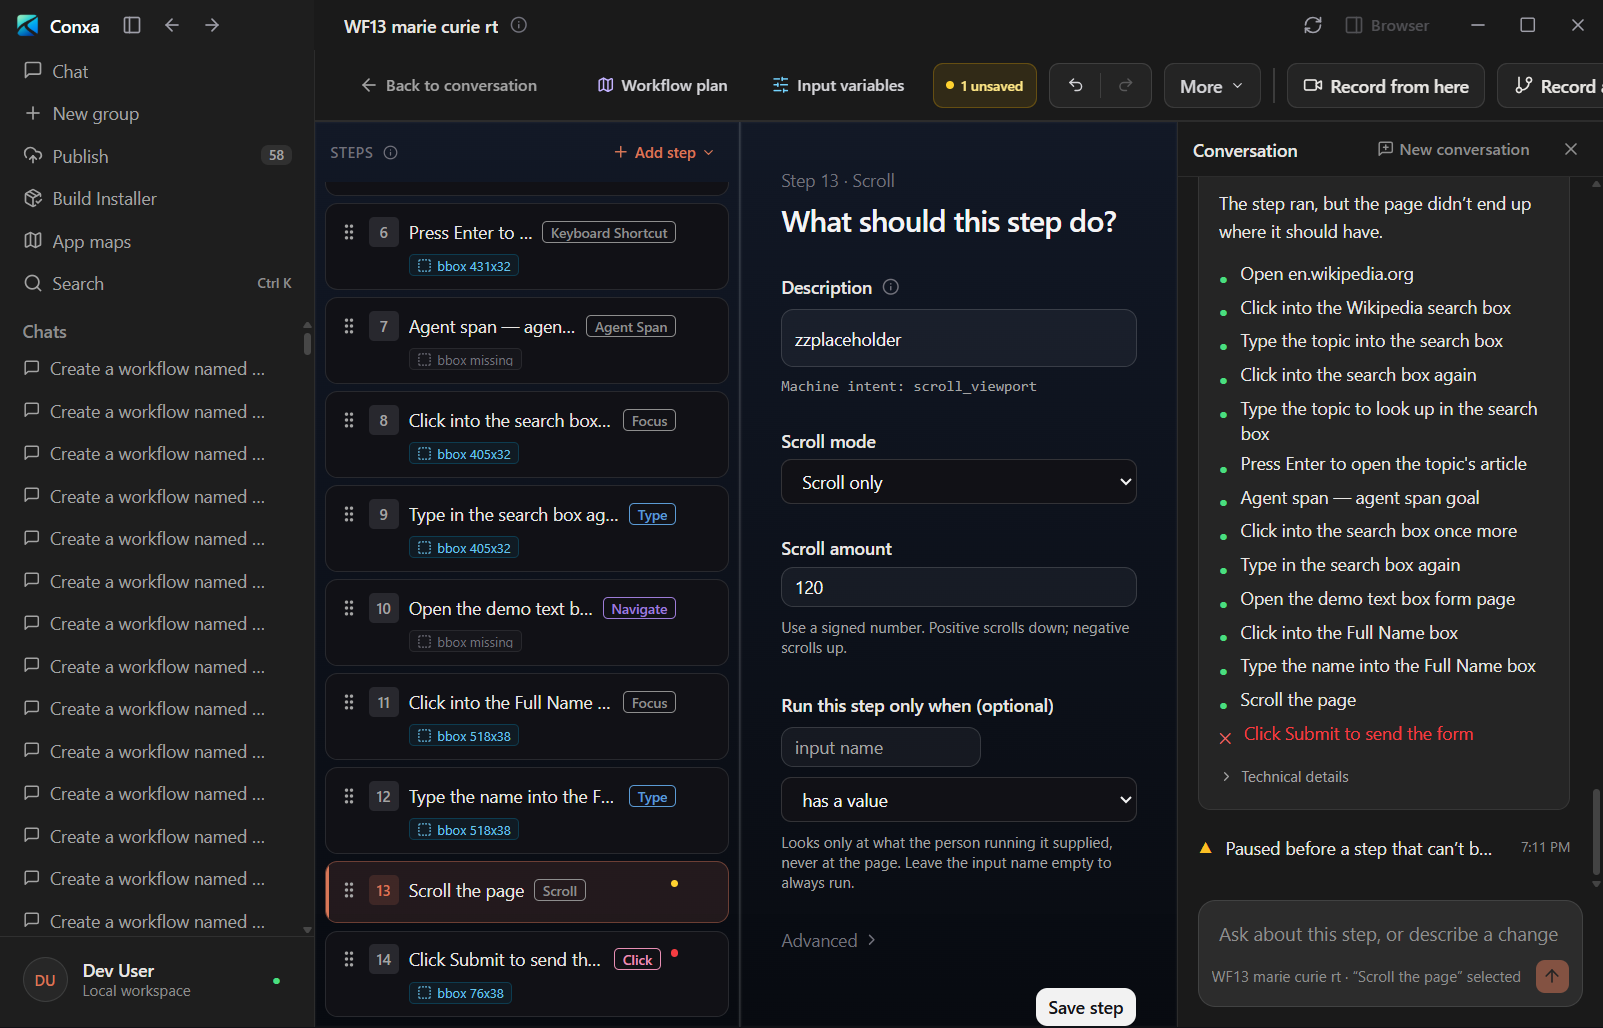 Conxa
WF13 marie curie rt
Browser
Chat
New group
Publish
58
Build Installer
App maps
Search
Ctrl K
Chats
Create a workflow named ...
Create a workflow named ...
Create a workflow named ...
Create a workflow named ...
Create a workflow named ...
Create a workflow named ...
Create a workflow named ...
Create a workflow named ...
Create a workflow named ...
Create a workflow named ...
Create a workflow named ...
Create a workflow named ...
Create a workflow named ...
Create a workflow named ...
DU
Dev User
Local workspace
Back to conversation
Workflow plan
Input variables
1 unsaved
More
Record from here
Record
STEPS
Add step
6
Press Enter to ...
Keyboard Shortcut
bbox 431x32
7
Agent span — agen...
Agent Span
bbox missing
8
Click into the search box...
Focus
bbox 405x32
9
Type in the search box ag...
Type
bbox 405x32
10
Open the demo text b...
Navigate
bbox missing
11
Click into the Full Name ...
Focus
bbox 518x38
12
Type the name into the F...
Type
bbox 518x38
13
Scroll the page
Scroll
14
Click Submit to send th...
Click
bbox 76x38
Step 13 · Scroll
What should this step do?
Description
zzplaceholder
Machine intent: scroll_viewport
Scroll mode
Scroll only
Scroll amount
120
Use a signed number. Positive scrolls down; negative
scrolls up.
Run this step only when (optional)
input name
has a value
Looks only at what the person running it supplied,
never at the page. Leave the input name empty to
always run.
Advanced
Save step
Conversation
New conversation
The step ran, but the page didn’t end up
where it should have.
Open en.wikipedia.org
Click into the Wikipedia search box
Type the topic into the search box
Click into the search box again
Type the topic to look up in the search
box
Press Enter to open the topic's article
Agent span — agent span goal
Click into the search box once more
Type in the search box again
Open the demo text box form page
Click into the Full Name box
Type the name into the Full Name box
Scroll the page
Click Submit to send the form
Technical details
Paused before a step that can’t b...
7:11 PM
Ask about this step, or describe a change
WF13 marie curie rt · “Scroll the page” selected